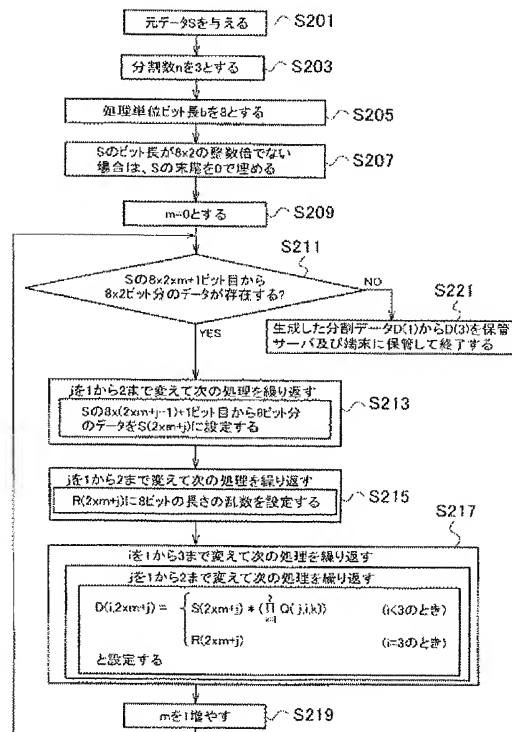 元データSを与える
S201
分割数nを3とする
S203
処理単位ビット長bを8とする
S205
Sのビット長が8x2の整数倍でない
場合は、Sの末尾を0で埋める
S207
m=0とする
S209
S211
Sの8x2xm+1ビット目から
8x2ビット分のデータが存在する?
NO
S221
生成した分割データD(1)からD(3)を保管
サーバ及び端末に保管して終了する
YES
jを1から2まで変えて次の処理を繰り返す
Sの8x(2xm+j-1)+1ビット目から8ビット分
のデータをS(2xm+j)に設定する
S213
jを1から2まで変えて次の処理を繰り返す
R(2xm+j)に8ビットの長さの乱数を設定する
S215
S217
iを1から3まで変えて次の処理を繰り返す
jを1から2まで変えて次の処理を繰り返す
D(i,2xm+j) = { S(2xm+j) * (∏ k=1 2 Q(j,i,k)) (i<3のとき)
R(2xm+j) (i=3のとき)
と設定する
mを1増やす
S219